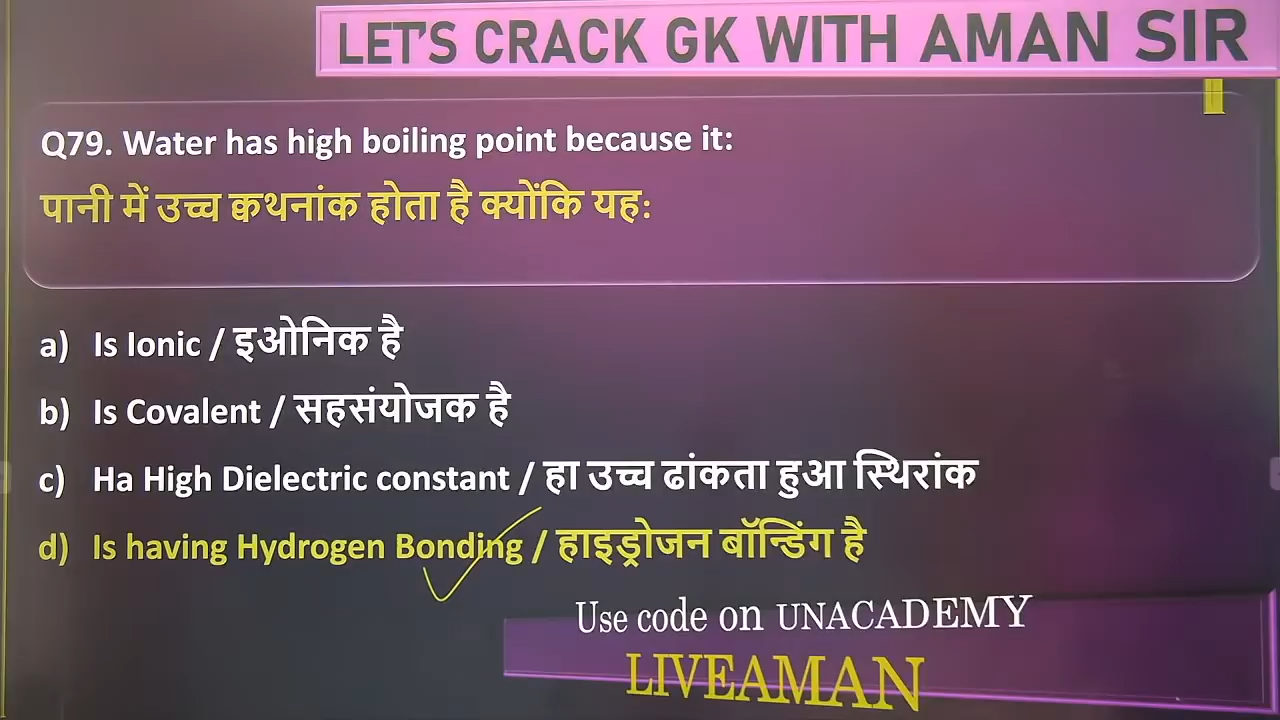 LET'S CRACK GK WITH AMAN SIR
Q79. Water has high boiling point because it:
पानी में उच्च क्वथनांक होता है क्योंकि यह:
a) Is Ionic / इओनिक है
b) Is Covalent / सहसंयोजक है
c) Ha High Dielectric constant / हा उच्च ढांकता हुआ स्थिरांक
d) Is having Hydrogen Bonding / हाइड्रोजन बॉन्डिंग है
Use code on UNACADEMY
LIVEAMAN